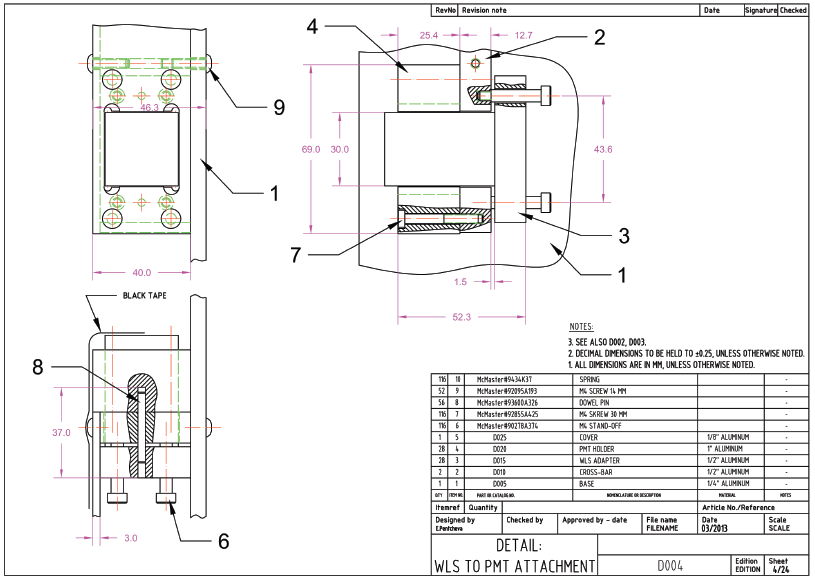 RevNo Revision note Date Signature Checked
4
25.4
12.7
2
46.3
9
69.0
30.0
43.6
1
7
3
1
40.0
1.5
52.3
BLACK TAPE
8
37.0
6
3.0
NOTES:
3. SEE ALSO D002, D003.
2. DECIMAL DIMENSIONS TO BE HELD TO ±0.25, UNLESS OTHERWISE NOTED.
1. ALL DIMENSIONS ARE IN MM, UNLESS OTHERWISE NOTED.
116 10 McMaster#9434K37 SPRING -
52 9 McMaster#92095A193 M4 SCREW 14 MM -
56 8 McMaster#93600A326 DOWEL PIN -
116 7 McMaster#92855A425 M4 SKREW 30 MM -
116 6 McMaster#90278A374 M4 STAND-OFF -
1 5 D025 COVER 1/8" ALUMINUM -
28 4 D020 PMT HOLDER 1" ALUMINUM -
28 3 D015 WLS ADAPTER 1/2" ALUMINUM -
2 2 D010 CROSS-BAR 1/2" ALUMINUM -
1 1 D005 BASE 1/4" ALUMINUM -
QTY ITEM NO. PART OR CATALOG NO. NOMENCLATURE OR DESCRIPTION MATERIAL NOTES
Itemref Quantity Article No./Reference
Designed by Checked by Approved by - date File name Date Scale
E.Pentcheva FILENAME 03/2013 SCALE
DETAIL:
WLS TO PMT ATTACHMENT
D004
Edition Sheet
EDITION 4/24